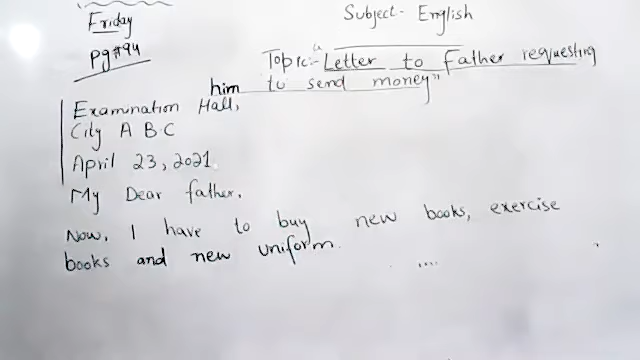 Friday
Subject- English
Pg#94
Topic:- "Letter to Father requesting
him to send money"
Examination Hall,
City A B C
April 23, 2021.
My Dear father,
Now, I have to buy new books, exercise
books and new uniform.
....